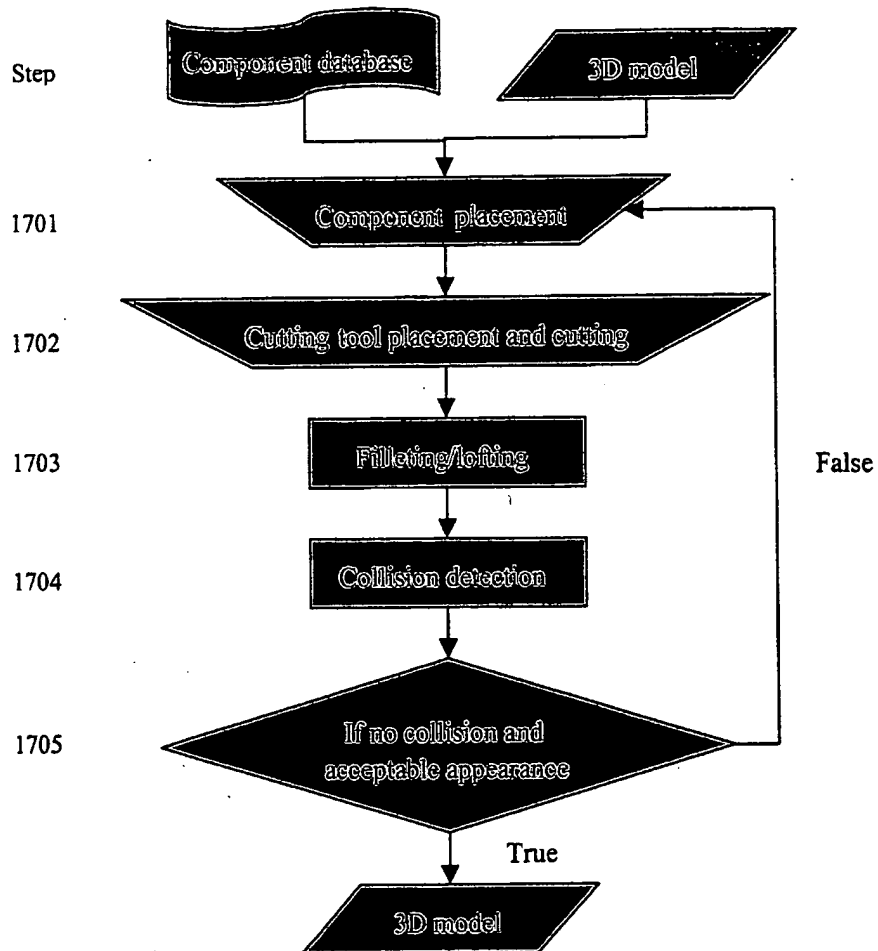 Step
Component database
3D model
1701
Component placement
1702
Cutting tool placement and cutting
1703
Filleting/lofting
False
1704
Collision detection
1705
If no collision and
acceptable appearance
True
3D model